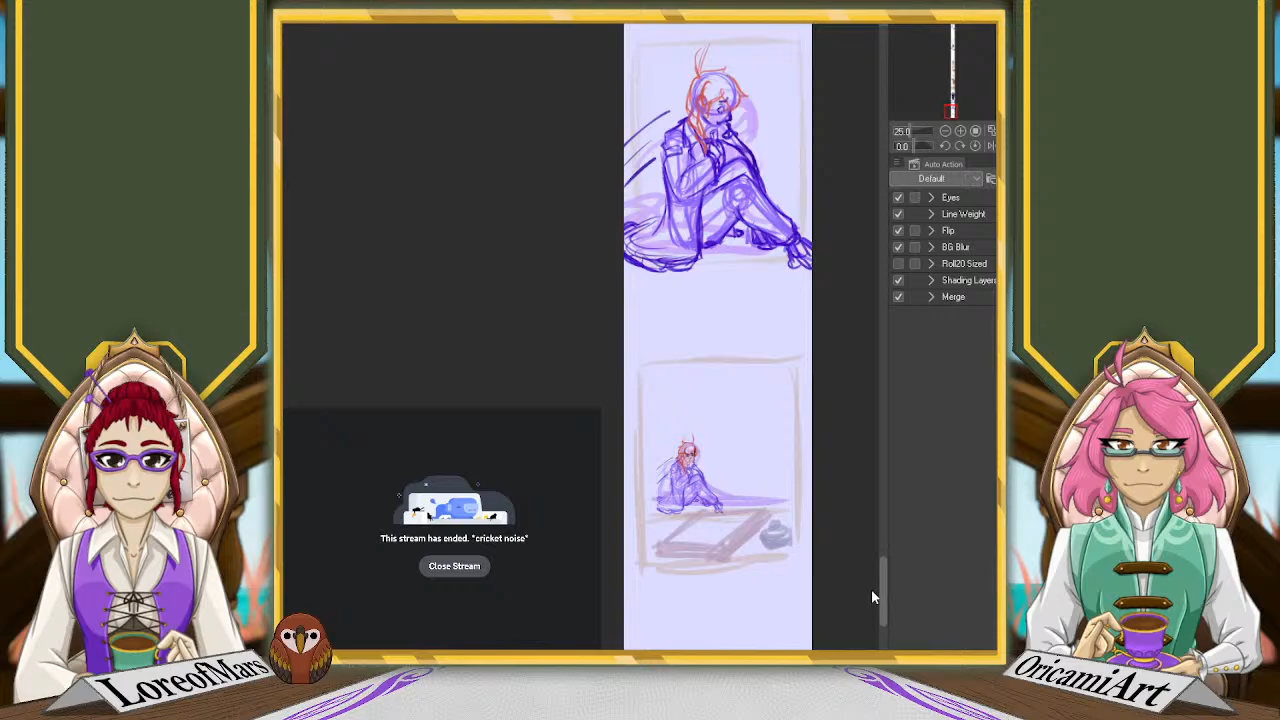 25.0
0.0
Auto Action
Default
Eyes
Line Weight
Flip
BG Blur
Roll20 Sized
Shading Layers
Merge
This stream has ended. *cricket noise*
Close Stream
LoreofMars
OricamiArt